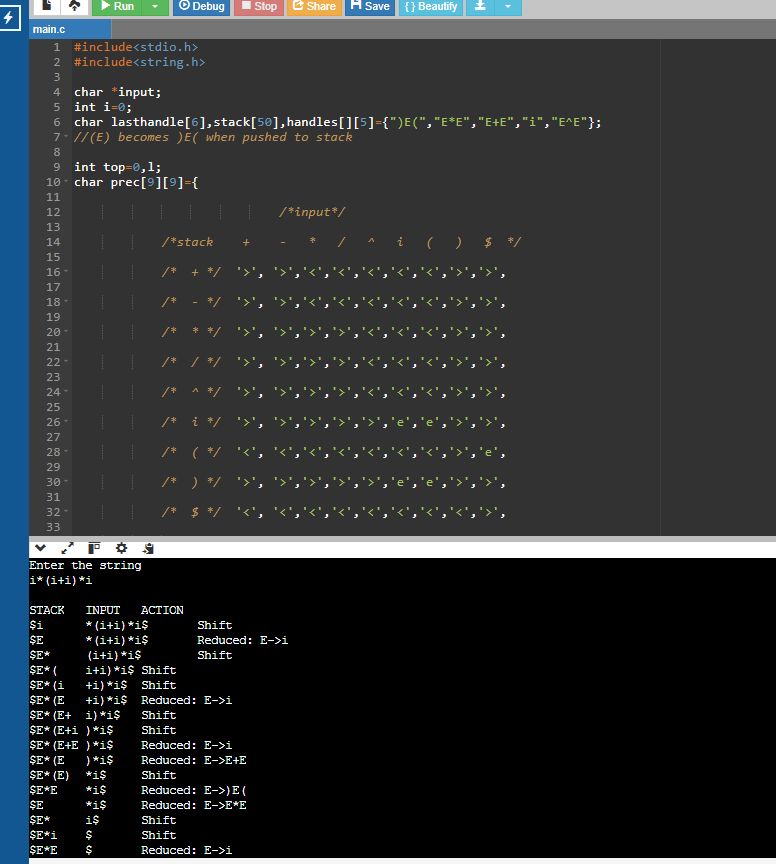 Run Debug Stop Share Save {} Beautify
main.c
1 #include<stdio.h>
2 #include<string.h>
3
4 char *input;
5 int i=0;
6 char lasthandle[6],stack[50],handles[][5]={")E(","E*E","E+E","i","E^E"};
7 //(E) becomes )E( when pushed to stack
8
9 int top=0,l;
10 char prec[9][9]={
11
12 /*input*/
13
14 /*stack + - * / ^ i ( ) $ */
15
16 /* + */ '>', '>','<','<','<','<','<','>','>',
17
18 /* - */ '>', '>','<','<','<','<','<','>','>',
19
20 /* * */ '>', '>','>','>','<','<','<','>','>',
21
22 /* / */ '>', '>','>','>','<','<','<','>','>',
23
24 /* ^ */ '>', '>','>','>','<','<','<','>','>',
25
26 /* i */ '>', '>','>','>','>','e','e','>','>',
27
28 /* ( */ '<', '<','<','<','<','<','<','>','e',
29
30 /* ) */ '>', '>','>','>','>','e','e','>','>',
31
32 /* $ */ '<', '<','<','<','<','<','<','<','>',
33
Enter the string
i*(i+i)*i
STACK INPUT ACTION
$i *(i+i)*i$ Shift
$E *(i+i)*i$ Reduced: E->i
$E* (i+i)*i$ Shift
$E*( i+i)*i$ Shift
$E*(i +i)*i$ Shift
$E*(E +i)*i$ Reduced: E->i
$E*(E+ i)*i$ Shift
$E*(E+i )*i$ Shift
$E*(E+E )*i$ Reduced: E->i
$E*(E )*i$ Reduced: E->E+E
$E*(E) *i$ Shift
$E*E *i$ Reduced: E->)E(
$E *i$ Reduced: E->E*E
$E* i$ Shift
$E*i $ Shift
$E*E $ Reduced: E->i